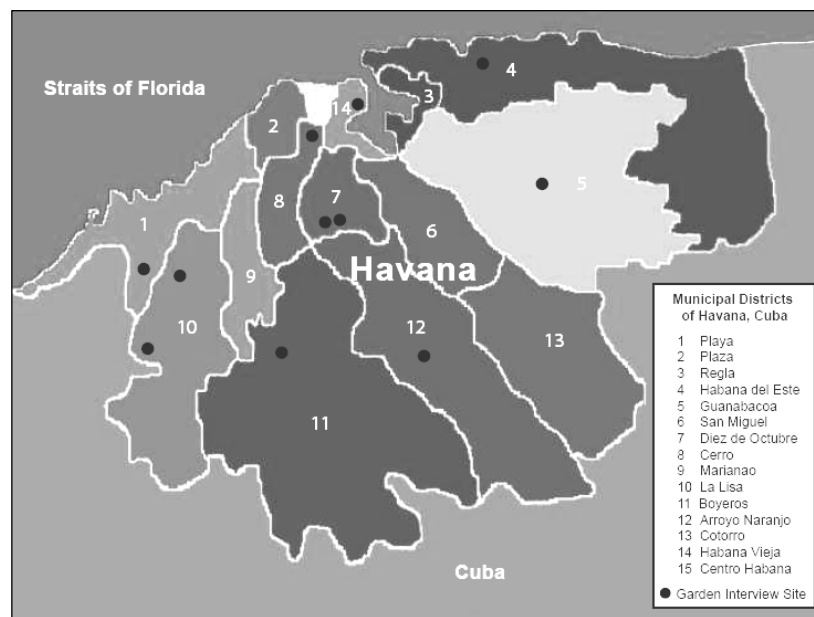 Straits of Florida
4
3
14
2
5
7
8
1
6
Havana
9
10
12
13
11
Cuba
Municipal Districts
of Havana, Cuba
1 Playa
2 Plaza
3 Regla
4 Habana del Este
5 Guanabacoa
6 San Miguel
7 Diez de Octubre
8 Cerro
9 Marianao
10 La Lisa
11 Boyeros
12 Arroyo Naranjo
13 Cotorro
14 Habana Vieja
15 Centro Habana
Garden Interview Site